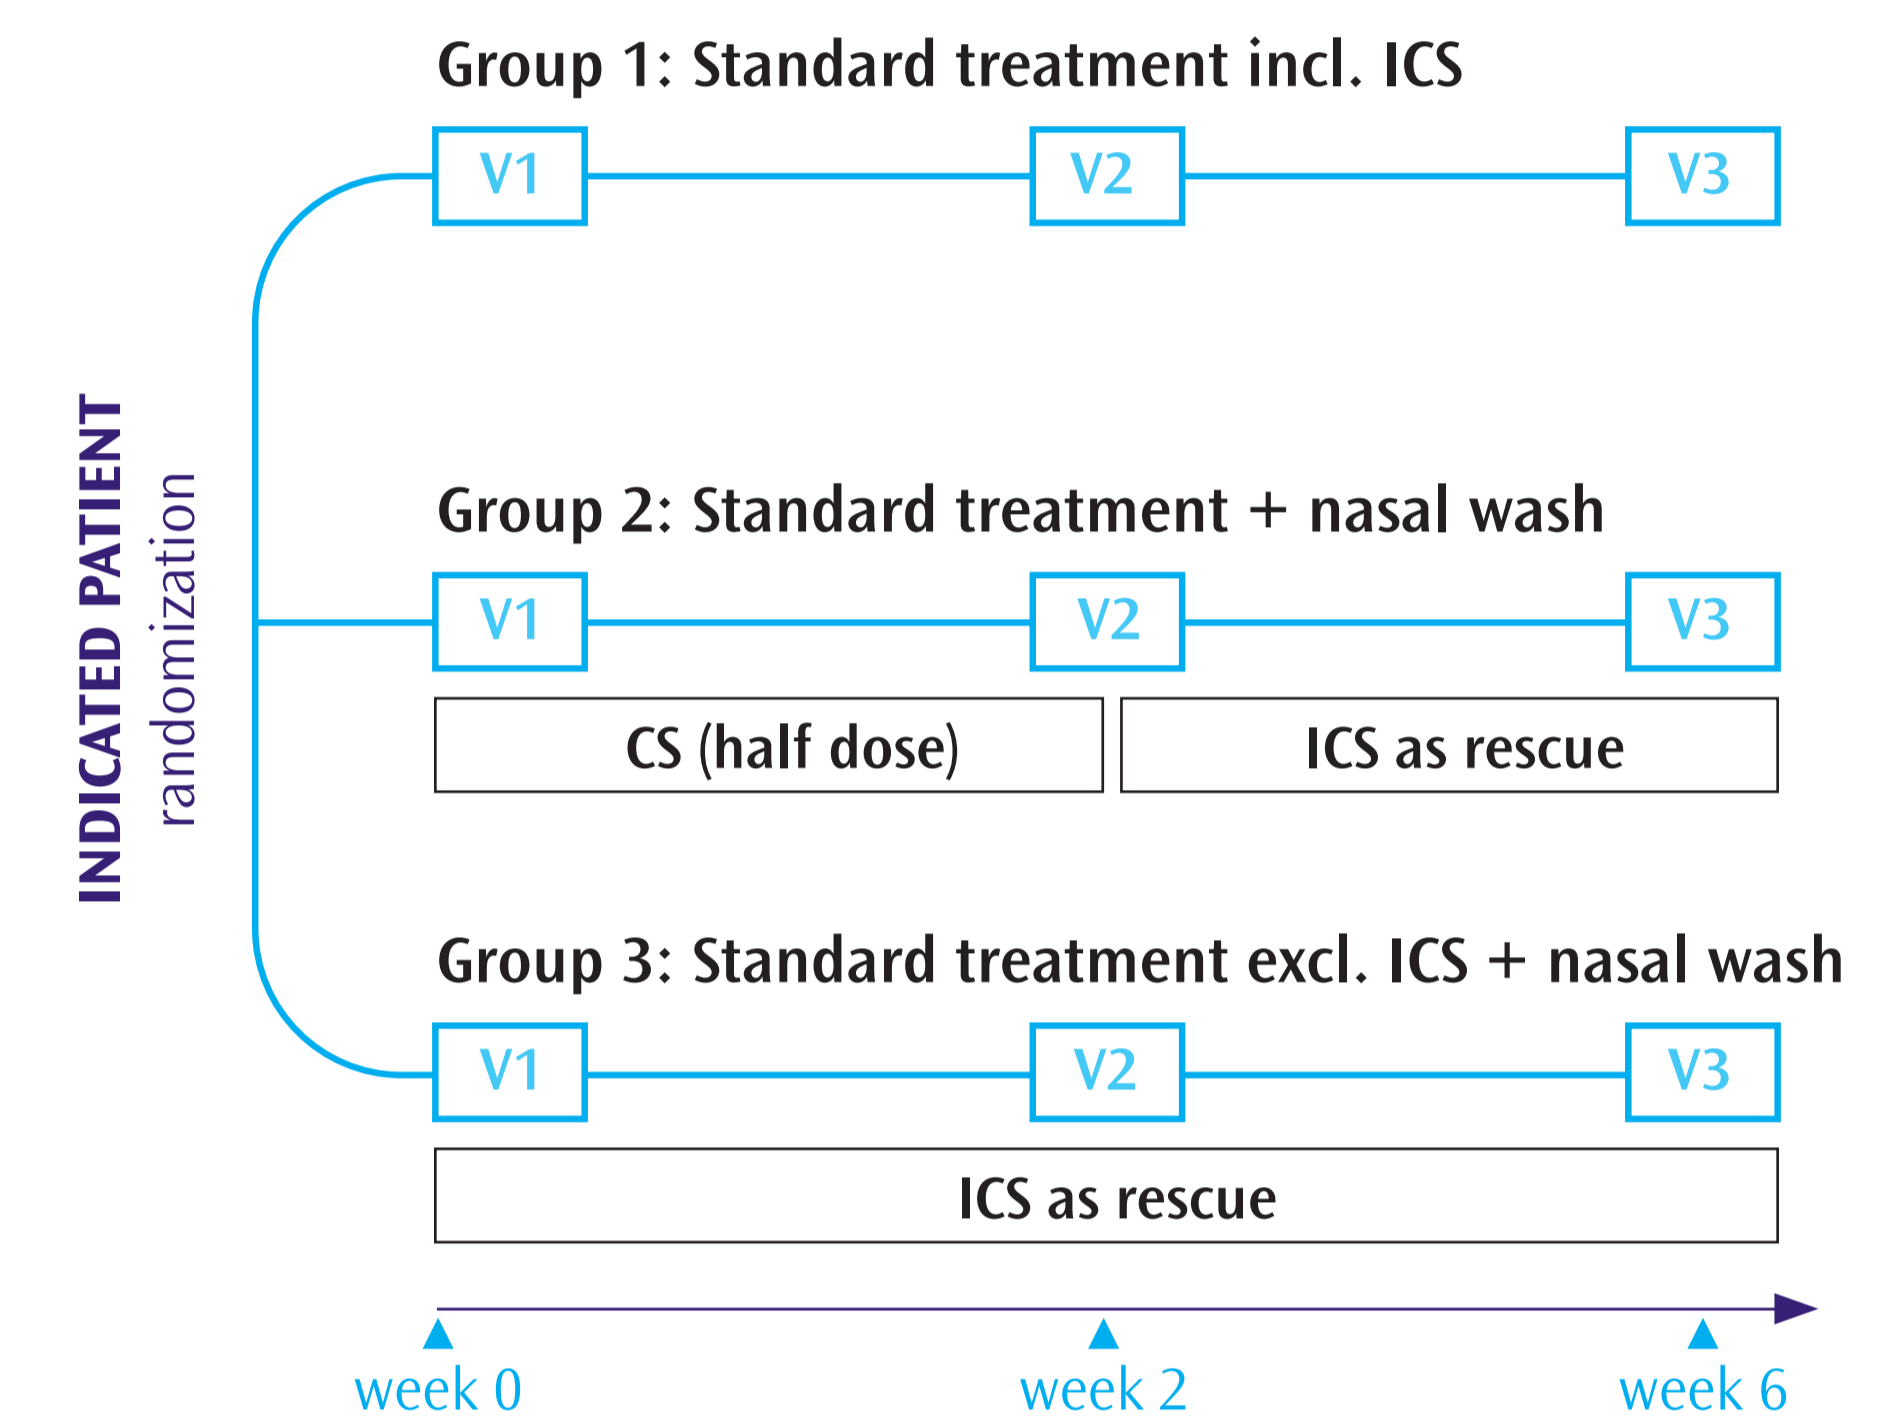 INDICATED PATIENT
randomization
Group 1: Standard treatment incl. ICS
V1 V2 V3
Group 2: Standard treatment + nasal wash
V1 V2 V3
CS (half dose) ICS as rescue
Group 3: Standard treatment excl. ICS + nasal wash
V1 V2 V3
ICS as rescue
week 0 week 2 week 6